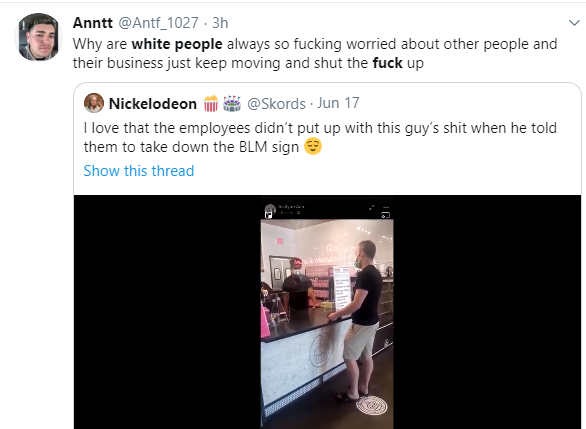 Anntt @Antf_1027 · 3h
Why are white people always so fucking worried about other people and
their business just keep moving and shut the fuck up
Nickelodeon 🍿 🏟️ @Skords · Jun 17
I love that the employees didn't put up with this guy's shit when he told
them to take down the BLM sign 😌
Show this thread